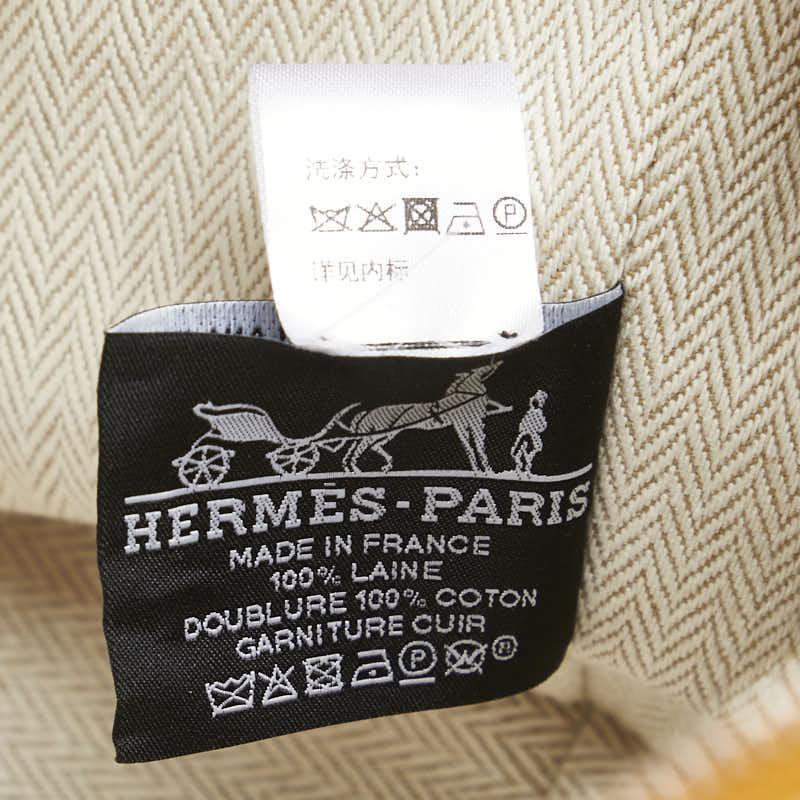 洗涤方式:
P
详见内标
HERMÈS-PARIS
MADE IN FRANCE
100% LAINE
DOUBLURE 100% COTON
GARNITURE CUIR
P W